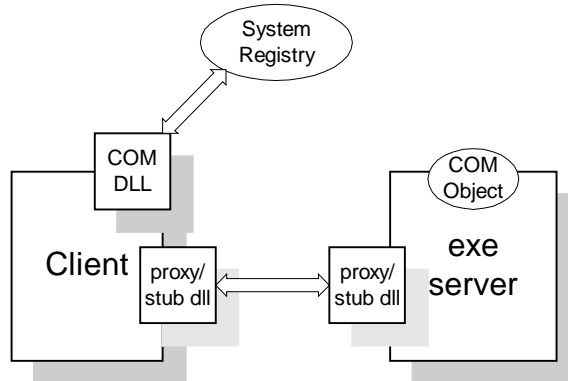 System
Registry
COM
DLL
COM
Object
Client
exe
server
proxy/
stub dll
proxy/
stub dll